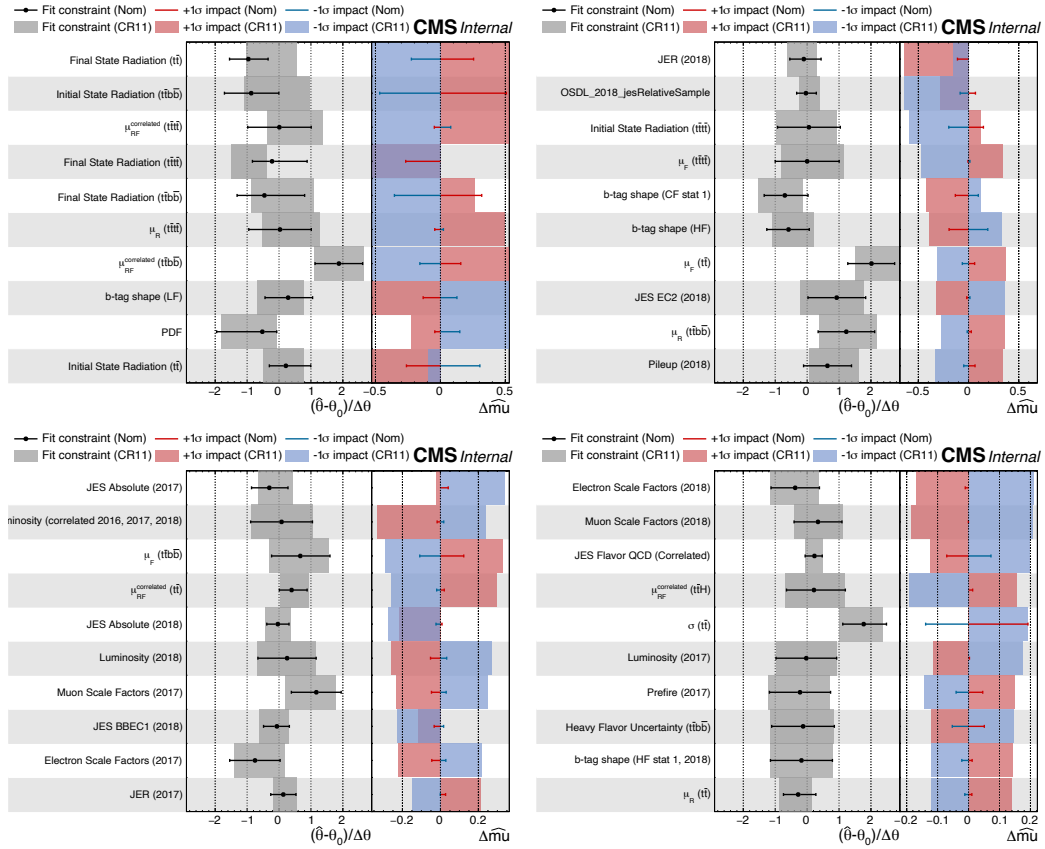 Fit constraint (Nom) +1σ impact (Nom) -1σ impact (Nom)
Fit constraint (CR11) +1σ impact (CR11) -1σ impact (CR11) CMS Internal
Final State Radiation (tt̄)
Initial State Radiation (tt̄bb̄)
μ_RF^correlated (tt̄tt̄)
Final State Radiation (tt̄tt̄)
Final State Radiation (tt̄bb̄)
μ_R (tt̄tt̄)
μ_RF^correlated (tt̄bb̄)
b-tag shape (LF)
PDF
Initial State Radiation (tt̄)
−2 −1 0 1 2 −0.5 0 0.5
(θ̂-θ₀)/Δθ Δm̂u
Fit constraint (Nom) +1σ impact (Nom) -1σ impact (Nom)
Fit constraint (CR11) +1σ impact (CR11) -1σ impact (CR11) CMS Internal
JER (2018)
OSDL_2018_jesRelativeSample
Initial State Radiation (tt̄tt̄)
μ_F (tt̄tt̄)
b-tag shape (CF stat 1)
b-tag shape (HF)
μ_F (tt̄)
JES EC2 (2018)
μ_R (tt̄bb̄)
Pileup (2018)
−2 −1 0 1 2 −0.5 0 0.5
(θ̂-θ₀)/Δθ Δm̂u
Fit constraint (Nom) +1σ impact (Nom) -1σ impact (Nom)
Fit constraint (CR11) +1σ impact (CR11) -1σ impact (CR11) CMS Internal
JES Absolute (2017)
minosity (correlated 2016, 2017, 2018)
μ_F (tt̄bb̄)
μ_RF^correlated (tt̄)
JES Absolute (2018)
Luminosity (2018)
Muon Scale Factors (2017)
JES BBEC1 (2018)
Electron Scale Factors (2017)
JER (2017)
−2 −1 0 1 2 −0.2 0 0.2
(θ̂-θ₀)/Δθ Δm̂u
Fit constraint (Nom) +1σ impact (Nom) -1σ impact (Nom)
Fit constraint (CR11) +1σ impact (CR11) -1σ impact (CR11) CMS Internal
Electron Scale Factors (2018)
Muon Scale Factors (2018)
JES Flavor QCD (Correlated)
μ_RF^correlated (tt̄H)
σ (tt̄)
Luminosity (2017)
Prefire (2017)
Heavy Flavor Uncertainty (tt̄bb̄)
b-tag shape (HF stat 1, 2018)
μ_R (tt̄)
−2 −1 0 1 2 −0.2 −0.1 0 0.1 0.2
(θ̂-θ₀)/Δθ Δm̂u